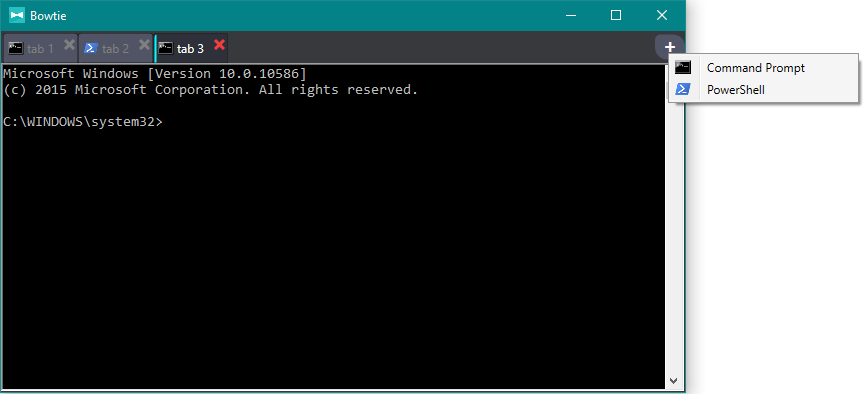 Bowtie
tab 1
tab 2
tab 3
Command Prompt
PowerShell
Microsoft Windows [Version 10.0.10586]
(c) 2015 Microsoft Corporation. All rights reserved.
C:\WINDOWS\system32>